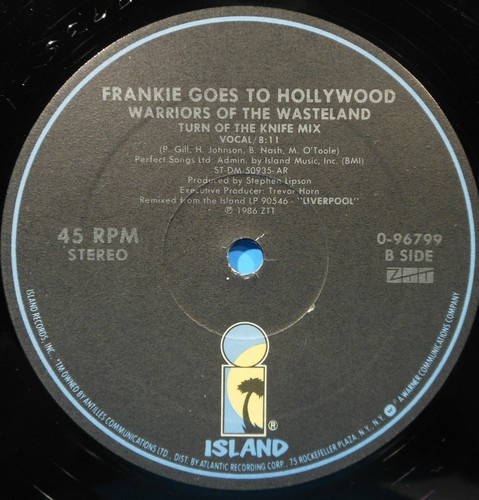 FRANKIE GOES TO HOLLYWOOD
WARRIORS OF THE WASTELAND
TURN OF THE KNIFE MIX
VOCAL/8:11
(P. Gill, H. Johnson, B. Nash, M. O'Toole)
Perfect Songs Ltd. Admin. by Island Music, Inc. (BMI)
ST-DM-50935-AR
Produced by Stephen Lipson
Executive Producer: Trevor Horn
Remixed from the Island LP 90546 - "LIVERPOOL"
℗ 1986 ZTT
45 RPM
STEREO
0-96799
B SIDE
ZTT
i ®
ISLAND
ISLAND RECORDS, INC., *TM OWNED BY ANTILLES COMMUNICATIONS LTD., DIST. BY ATLANTIC RECORDING CORP., 75 ROCKEFELLER PLAZA, N.Y., N.Y. A WARNER COMMUNICATIONS COMPANY